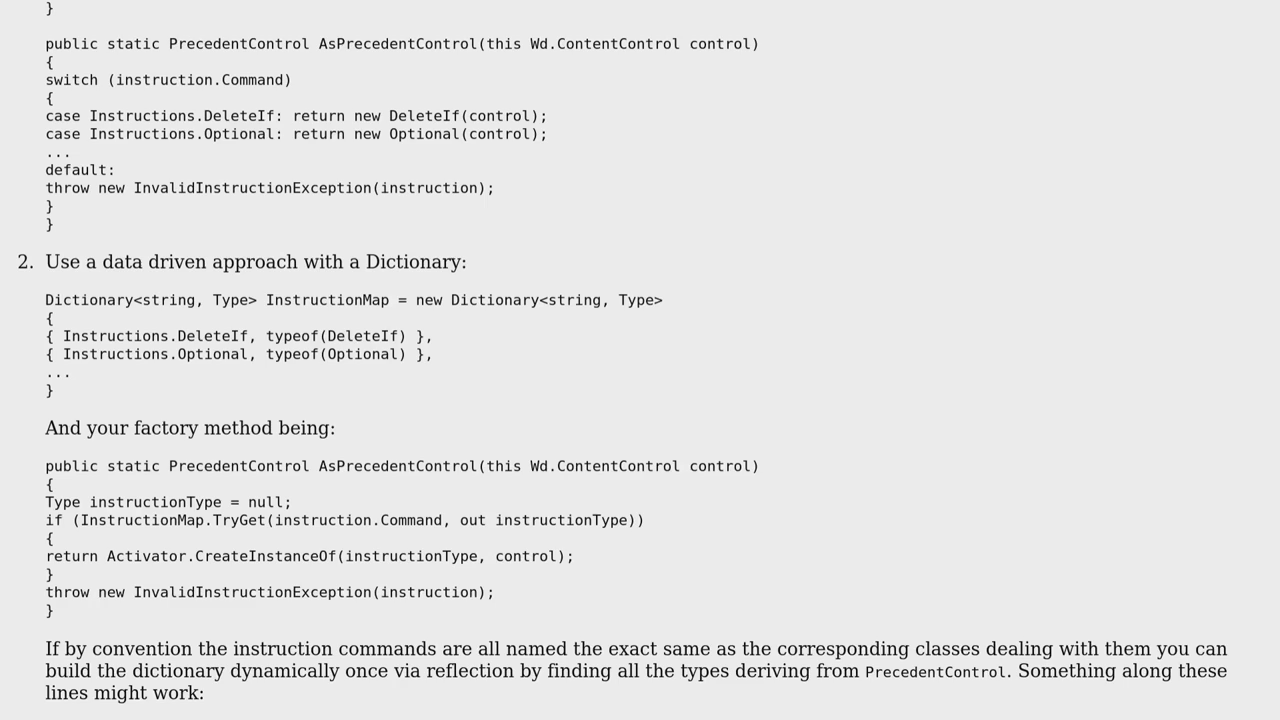 }
public static PrecedentControl AsPrecedentControl(this Wd.ContentControl control)
{
switch (instruction.Command)
{
case Instructions.DeleteIf: return new DeleteIf(control);
case Instructions.Optional: return new Optional(control);
...
default:
throw new InvalidInstructionException(instruction);
}
}
2. Use a data driven approach with a Dictionary:
Dictionary<string, Type> InstructionMap = new Dictionary<string, Type>
{
{ Instructions.DeleteIf, typeof(DeleteIf) },
{ Instructions.Optional, typeof(Optional) },
...
}
And your factory method being:
public static PrecedentControl AsPrecedentControl(this Wd.ContentControl control)
{
Type instructionType = null;
if (InstructionMap.TryGet(instruction.Command, out instructionType))
{
return Activator.CreateInstanceOf(instructionType, control);
}
throw new InvalidInstructionException(instruction);
}
If by convention the instruction commands are all named the exact same as the corresponding classes dealing with them you can
build the dictionary dynamically once via reflection by finding all the types deriving from PrecedentControl. Something along these
lines might work: